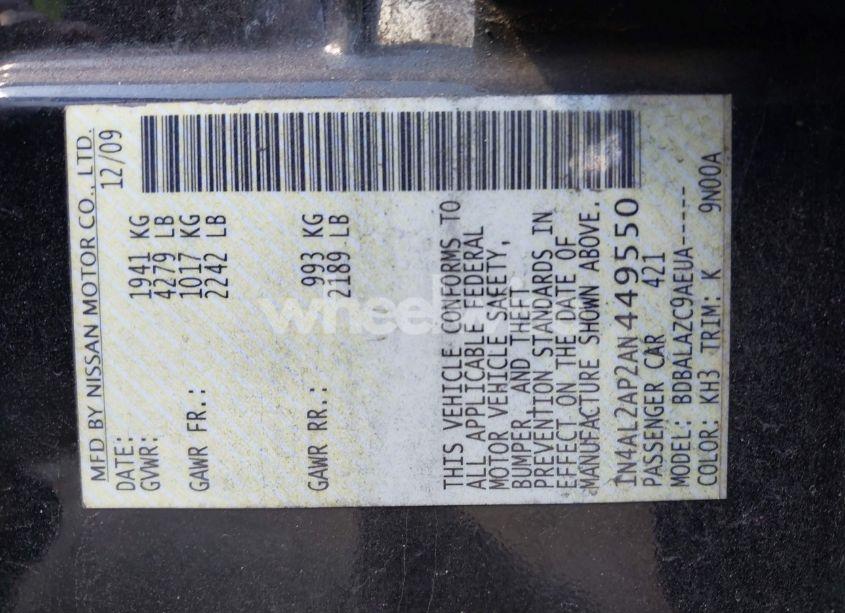 MFD BY NISSAN MOTOR CO., LTD.
DATE: 12/09
GVWR: 1941 KG
4279 LB
GAWR FR.: 1017 KG
2242 LB
GAWR RR.: 993 KG
2189 LB
THIS VEHICLE CONFORMS TO
ALL APPLICABLE FEDERAL
MOTOR VEHICLE SAFETY,
BUMPER AND THEFT
PREVENTION STANDARDS IN
EFFECT ON THE DATE OF
MANUFACTURE SHOWN ABOVE.
1N4AL2AP2AN449550
PASSENGER CAR 421
MODEL: BDBALAZC9AEUA-----
COLOR: KH3 TRIM: K 9N00A